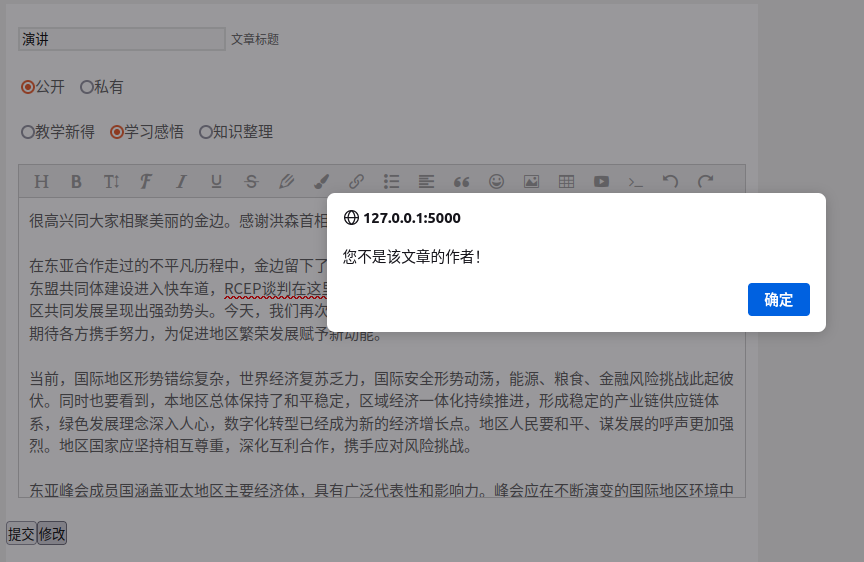 演讲 文章标题
公开 私有
教学新得 学习感悟 知识整理
H B T F I U S
127.0.0.1:5000
您不是该文章的作者！
确定
很高兴同大家相聚美丽的金边。感谢洪森首相
在东亚合作走过的不平凡历程中，金边留下了
东盟共同体建设进入快车道，RCEP谈判在这里
区共同发展呈现出强劲势头。今天，我们再次
期待各方携手努力，为促进地区繁荣发展赋予新动能。
当前，国际地区形势错综复杂，世界经济复苏乏力，国际安全形势动荡，能源、粮食、金融风险挑战此起彼
伏。同时也要看到，本地区总体保持了和平稳定，区域经济一体化持续推进，形成稳定的产业链供应链体
系，绿色发展理念深入人心，数字化转型已经成为新的经济增长点。地区人民要和平、谋发展的呼声更加强
烈。地区国家应坚持相互尊重，深化互利合作，携手应对风险挑战。
东亚峰会成员国涵盖亚太地区主要经济体，具有广泛代表性和影响力。峰会应在不断演变的国际地区环境中
提交 修改